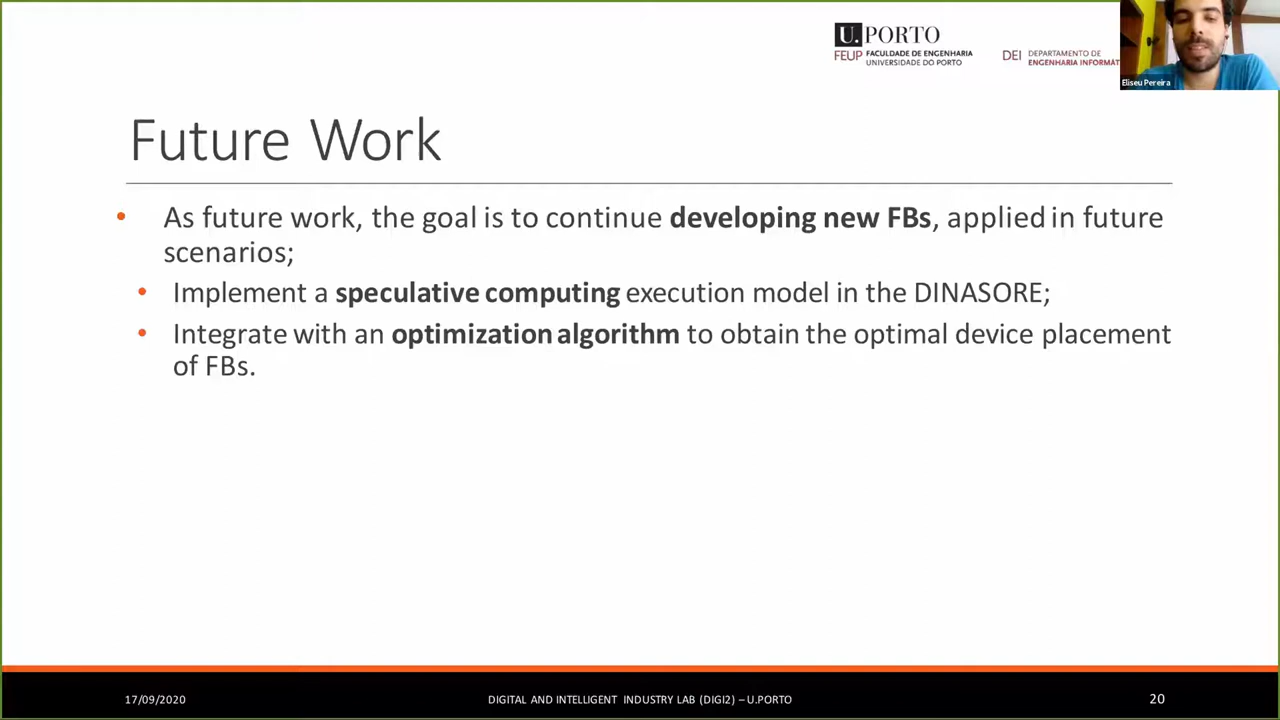 U.PORTO
FEUP FACULDADE DE ENGENHARIA
UNIVERSIDADE DO PORTO
DEI DEPARTAMENTO DE
ENGENHARIA INFORMÁT
Eliseu Pereira
Future Work
• As future work, the goal is to continue developing new FBs, applied in future
scenarios;
• Implement a speculative computing execution model in the DINASORE;
• Integrate with an optimization algorithm to obtain the optimal device placement
of FBs.
17/09/2020
DIGITAL AND INTELLIGENT INDUSTRY LAB (DIGI2) – U.PORTO
20